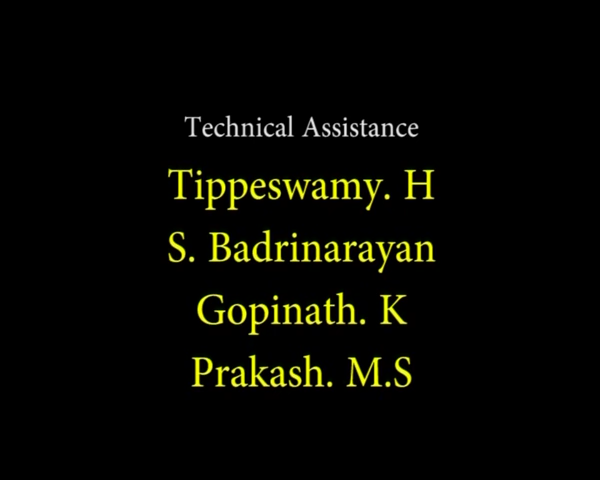 Technical Assistance
Tippeswamy. H
S. Badrinarayan
Gopinath. K
Prakash. M.S